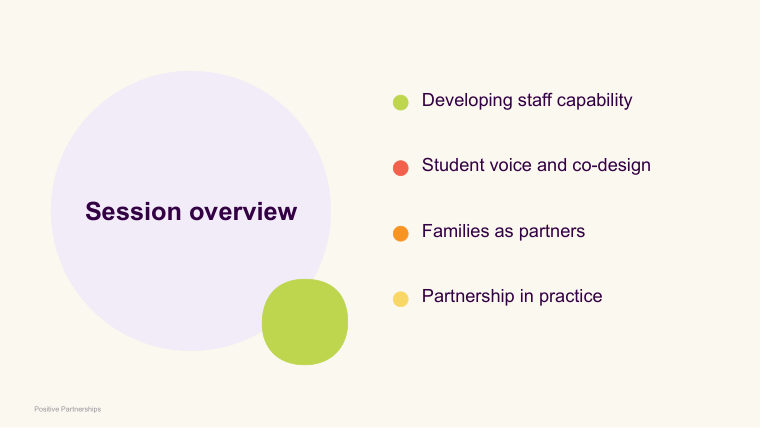 Session overview
Developing staff capability
Student voice and co-design
Families as partners
Partnership in practice
Positive Partnerships